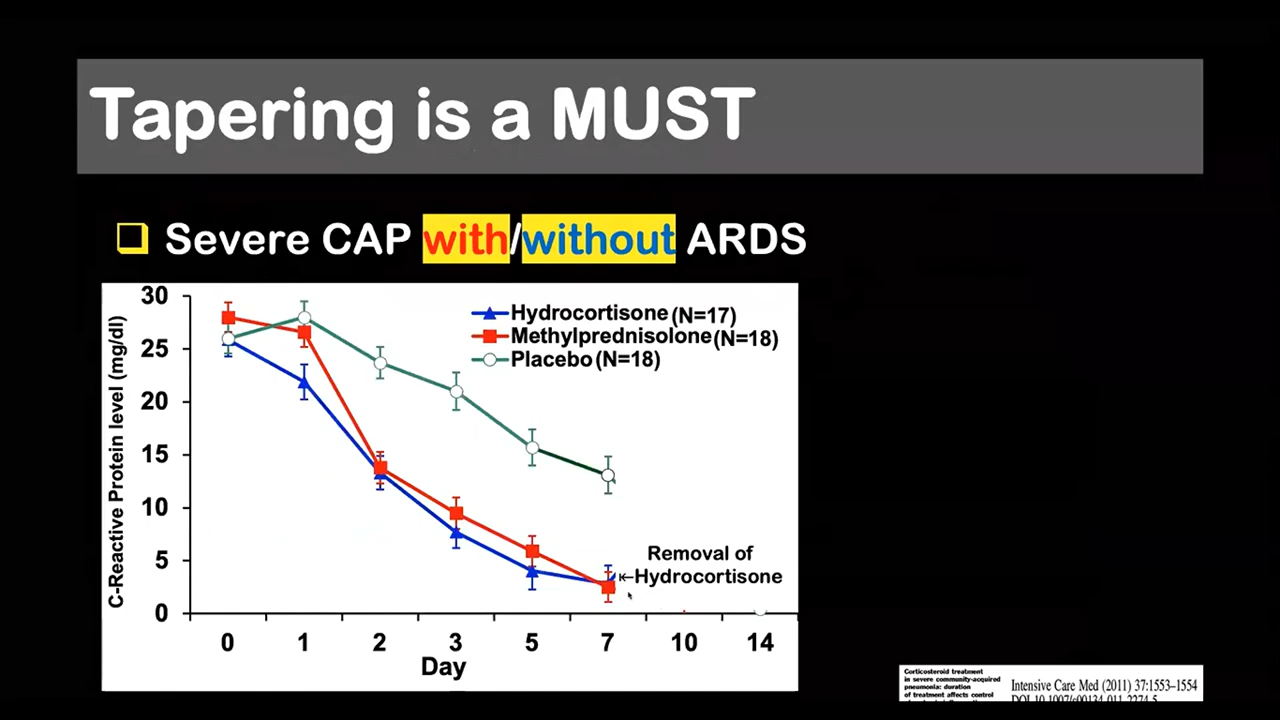 Tapering is a MUST
Severe CAP with/without ARDS
C-Reactive Protein level (mg/dl)
30
25
20
15
10
5
0
Hydrocortisone (N=17)
Methylprednisolone (N=18)
Placebo (N=18)
Removal of
Hydrocortisone
0 1 2 3 5 7 10 14
Day
Corticosteroid treatment
in severe community-acquired
pneumonia: duration
of treatment affects control
Intensive Care Med (2011) 37:1553–1554
DOI 10.1007/s00134-011-2274-5